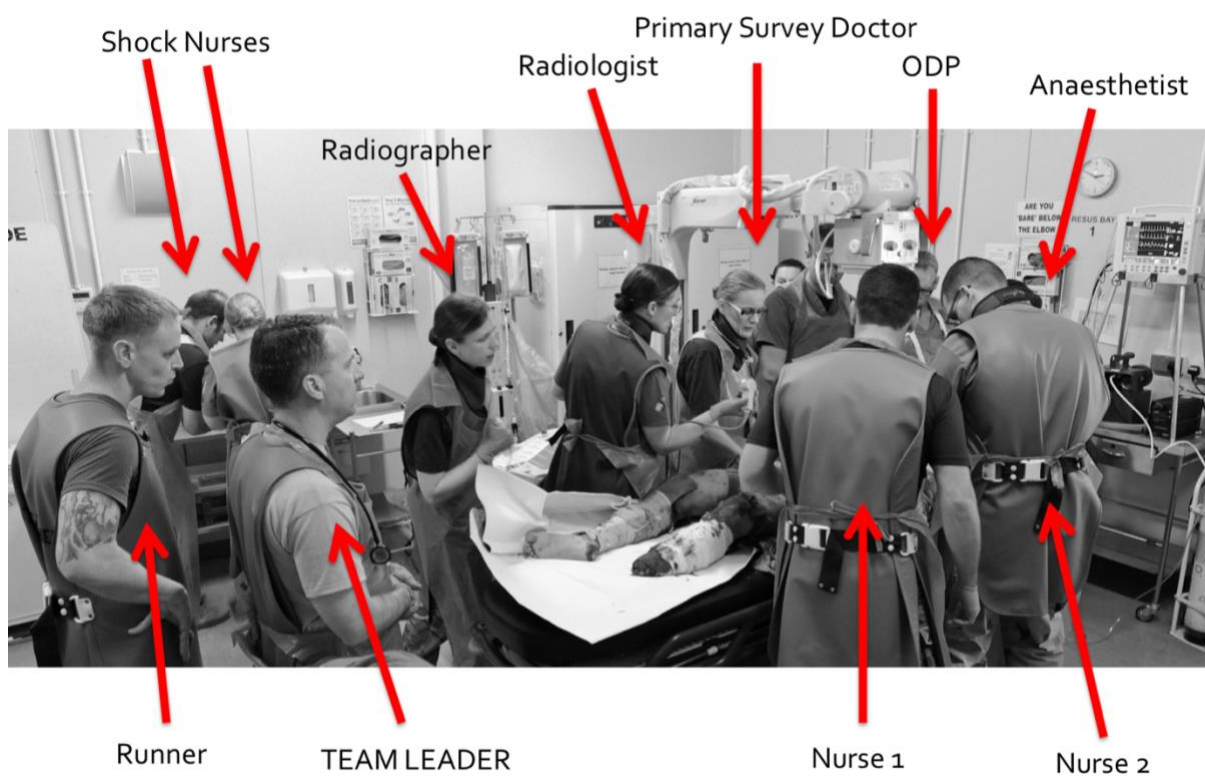 Primary Survey Doctor
Shock Nurses
Radiologist
ODP
Anaesthetist
Radiographer
ARE YOU
'BARE' BELOW
THE ELBOW
RESUS BAY
1
DE
Runner
TEAM LEADER
Nurse 1
Nurse 2